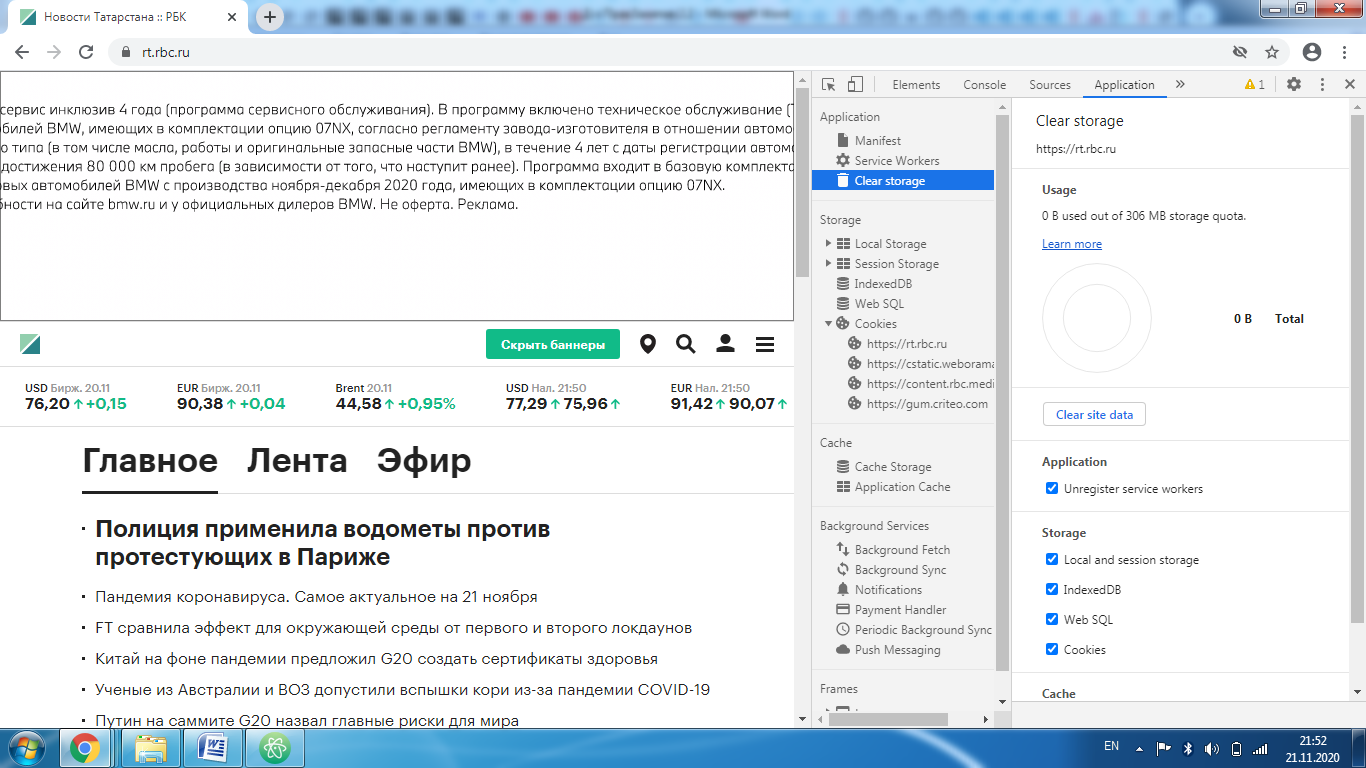 Новости Татарстана :: РБК
rt.rbc.ru
сервис инклюзив 4 года (программа сервисного обслуживания). В программу включено техническое обслуживание (
билей BMW, имеющих в комплектации опцию 07NX, согласно регламенту завода-изготовителя в отношении автомо
о типа (в том числе масла, работы и оригинальные запасные части BMW), в течение 4 лет с даты регистрации автом
достижения 80 000 км пробега (в зависимости от того, что наступит ранее). Программа входит в базовую комплект
овых автомобилей BMW с производства ноября-декабря 2020 года, имеющих в комплектации опцию 07NX.
бности на сайте bmw.ru и у официальных дилеров BMW. Не оферта. Реклама.
Скрыть баннеры
USD Бирж. 20.11
76,20 +0,15
EUR Бирж. 20.11
90,38 +0,04
Brent 20.11
44,58 +0,95%
USD Нал. 21:50
77,29 75,96
EUR Нал. 21:50
91,42 90,07
Главное Лента Эфир
Полиция применила водометы против
протестующих в Париже
Пандемия коронавируса. Самое актуальное на 21 ноября
FT сравнила эффект для окружающей среды от первого и второго локдаунов
Китай на фоне пандемии предложил G20 создать сертификаты здоровья
Ученые из Австралии и ВОЗ допустили вспышки кори из-за пандемии COVID-19
Путин на саммите G20 назвал главные риски для мира
Elements Console Sources Application » 1
Application
Manifest
Service Workers
Clear storage
Storage
Local Storage
Session Storage
IndexedDB
Web SQL
Cookies
https://rt.rbc.ru
https://cstatic.weborama
https://content.rbc.medi
https://gum.criteo.com
Cache
Cache Storage
Application Cache
Background Services
Background Fetch
Background Sync
Notifications
Payment Handler
Periodic Background Sync
Push Messaging
Frames
Clear storage
https://rt.rbc.ru
Usage
0 B used out of 306 MB storage quota.
Learn more
0 B Total
Clear site data
Application
Unregister service workers
Storage
Local and session storage
IndexedDB
Web SQL
Cookies
Cache
EN
21:52
21.11.2020